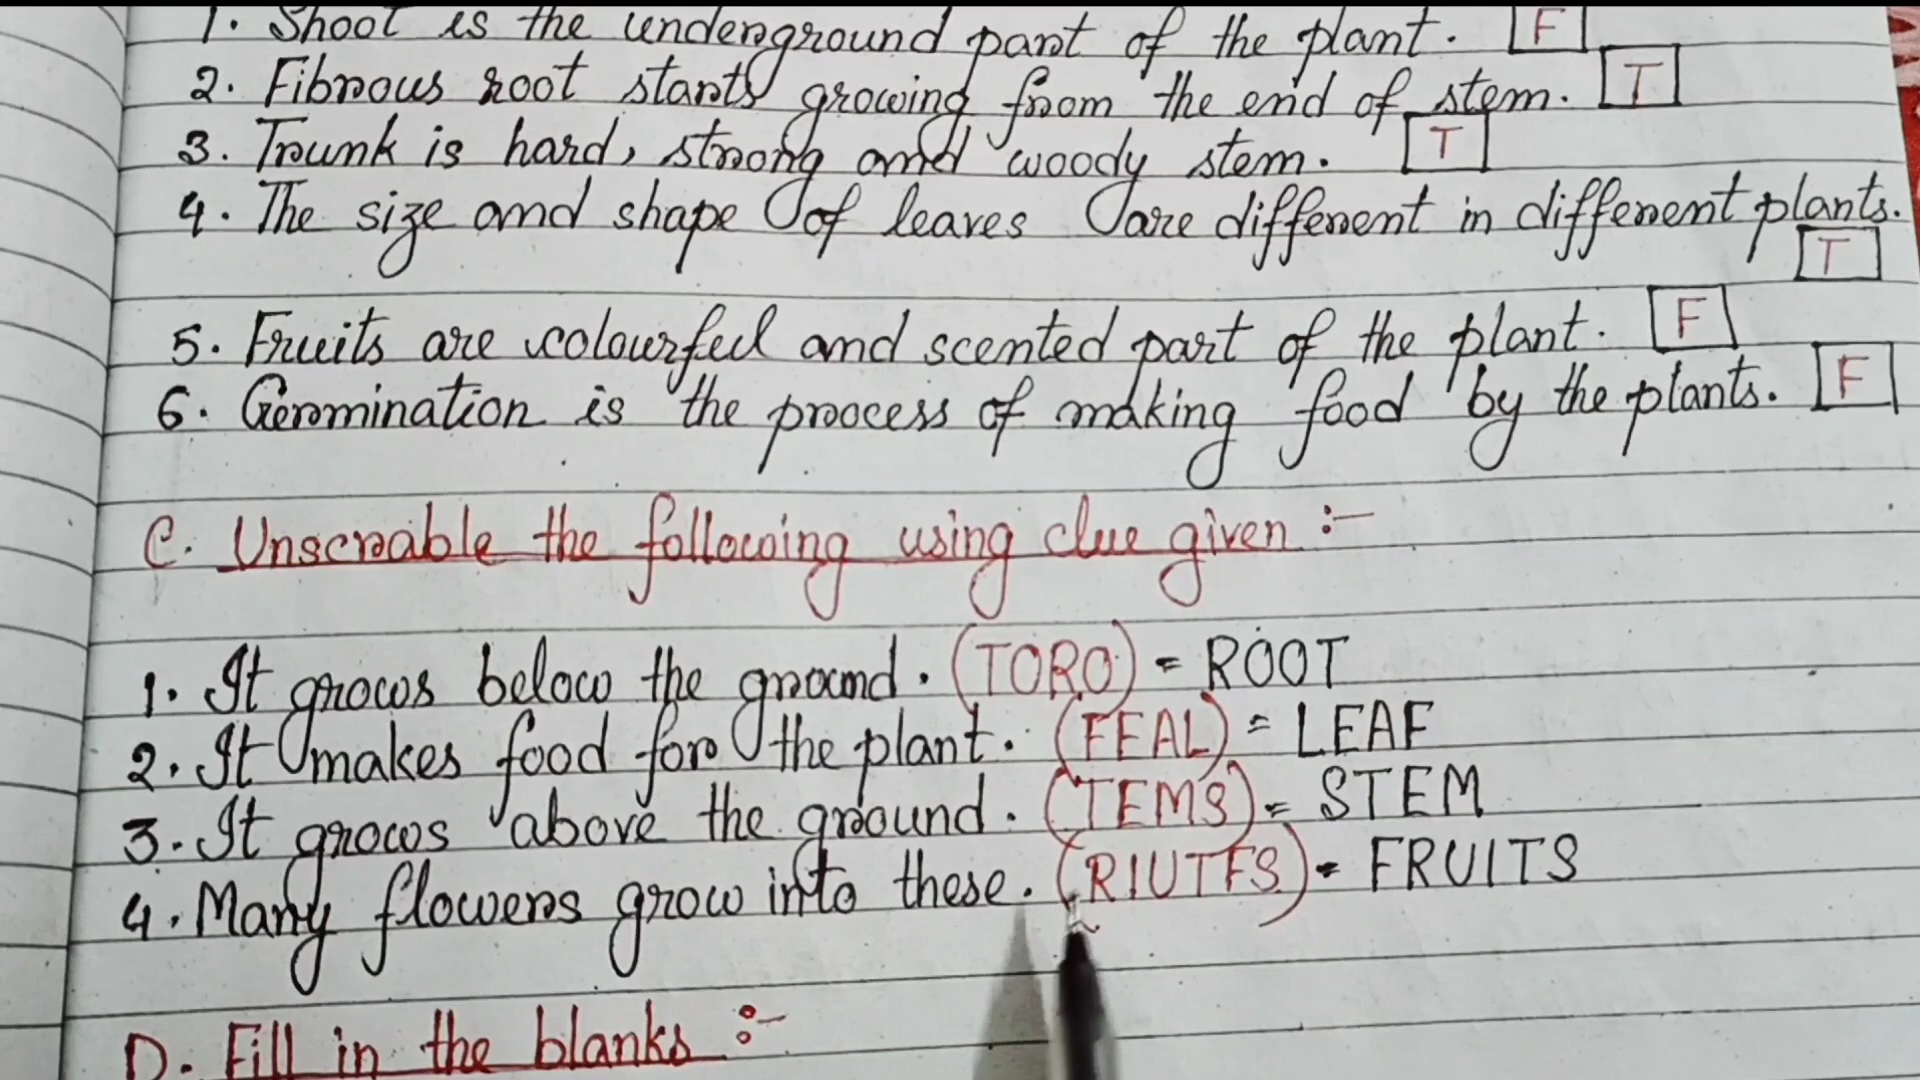 1. Shoot is the underground part of the plant. F
2. Fibrous root starts growing from the end of stem. T
3. Trunk is hard, strong and woody stem. T
4. The size and shape of leaves are different in different plants.
T
5. Fruits are colourful and scented part of the plant. F
6. Germination is the process of making food by the plants. F
C. Unscrable the following using clue given :-
1. It grows below the ground. (TORO) = ROOT
2. It makes food for the plant. (FEAL) = LEAF
3. It grows above the ground. (TEMS) = STEM
4. Many flowers grow into these. (RIUTFS) = FRUITS
D. Fill in the blanks :-